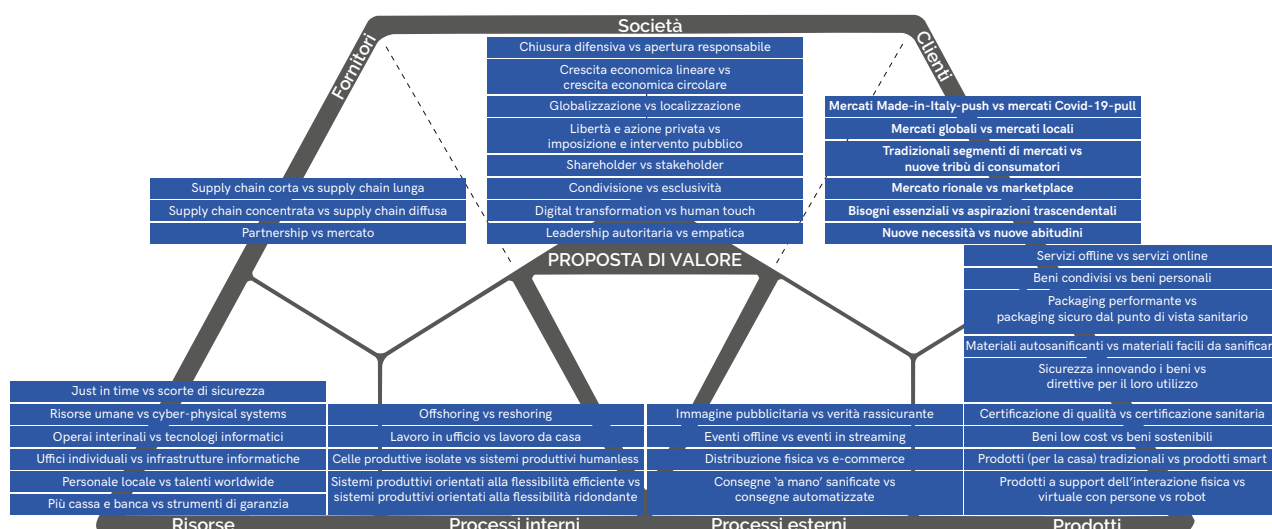 Società
Fornitori
Clienti
Chiusura difensiva vs apertura responsabile
Crescita economica lineare vs
crescita economica circolare
Globalizzazione vs localizzazione
Libertà e azione privata vs
imposizione e intervento pubblico
Shareholder vs stakeholder
Condivisione vs esclusività
Digital transformation vs human touch
Leadership autoritaria vs empatica
Mercati Made-in-Italy-push vs mercati Covid-19-pull
Mercati globali vs mercati locali
Tradizionali segmenti di mercati vs
nuove tribù di consumatori
Mercato rionale vs marketplace
Bisogni essenziali vs aspirazioni trascendentali
Nuove necessità vs nuove abitudini
Supply chain corta vs supply chain lunga
Supply chain concentrata vs supply chain diffusa
Partnership vs mercato
PROPOSTA DI VALORE
Servizi offline vs servizi online
Beni condivisi vs beni personali
Packaging performante vs
packaging sicuro dal punto di vista sanitario
Materiali autosanificanti vs materiali facili da sanificar
Sicurezza innovando i beni vs
direttive per il loro utilizzo
Certificazione di qualità vs certificazione sanitaria
Beni low cost vs beni sostenibili
Prodotti (per la casa) tradizionali vs prodotti smart
Prodotti a support dell'interazione fisica vs
virtuale con persone vs robot
Just in time vs scorte di sicurezza
Risorse umane vs cyber-physical systems
Operai interinali vs tecnologi informatici
Uffici individuali vs infrastrutture informatiche
Personale locale vs talenti worldwide
Più cassa e banca vs strumenti di garanzia
Offshoring vs reshoring
Lavoro in ufficio vs lavoro da casa
Celle produttive isolate vs sistemi produttivi humanless
Sistemi produttivi orientati alla flessibilità efficiente vs
sistemi produttivi orientati alla flessibilità ridondante
Immagine pubblicitaria vs verità rassicurante
Eventi offline vs eventi in streaming
Distribuzione fisica vs e-commerce
Consegne 'a mano' sanificate vs
consegne automatizzate
Risorse
Processi interni
Processi esterni
Prodotti